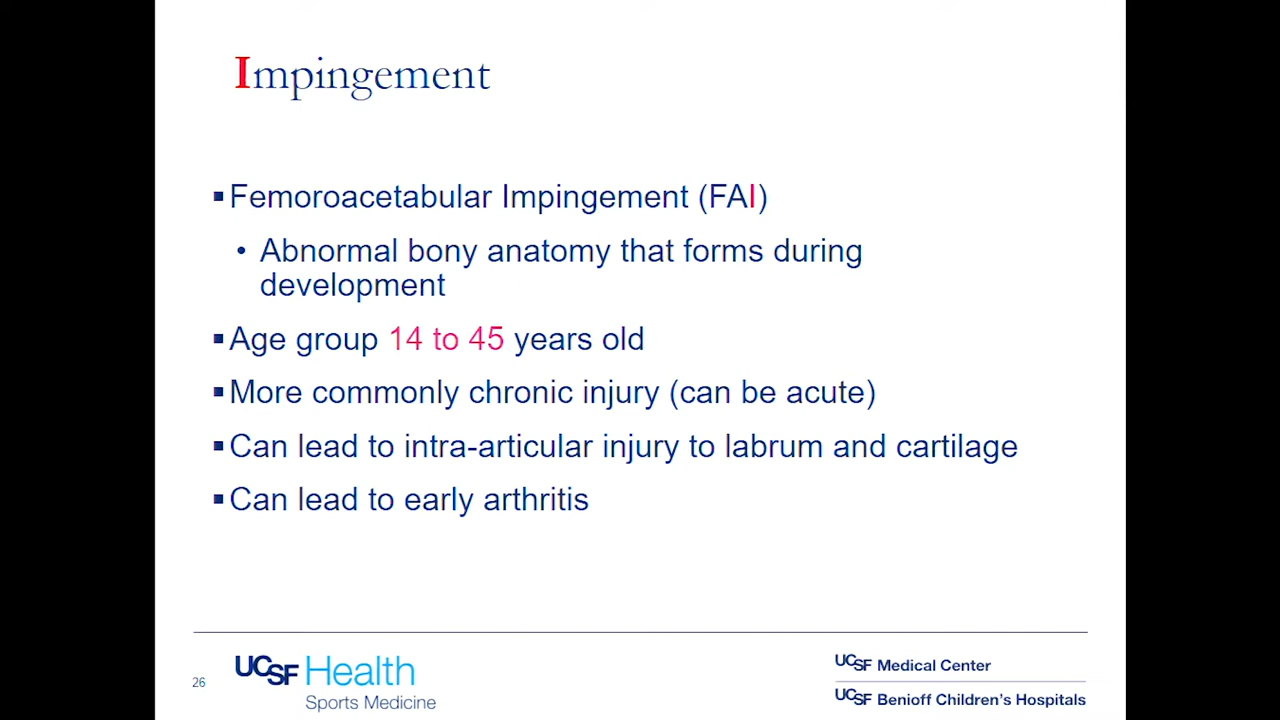 Impingement
▪Femoroacetabular Impingement (FAI)
• Abnormal bony anatomy that forms during
development
▪Age group 14 to 45 years old
▪More commonly chronic injury (can be acute)
▪Can lead to intra-articular injury to labrum and cartilage
▪Can lead to early arthritis
26
UCSF Health
Sports Medicine
UCSF Medical Center
UCSF Benioff Children's Hospitals